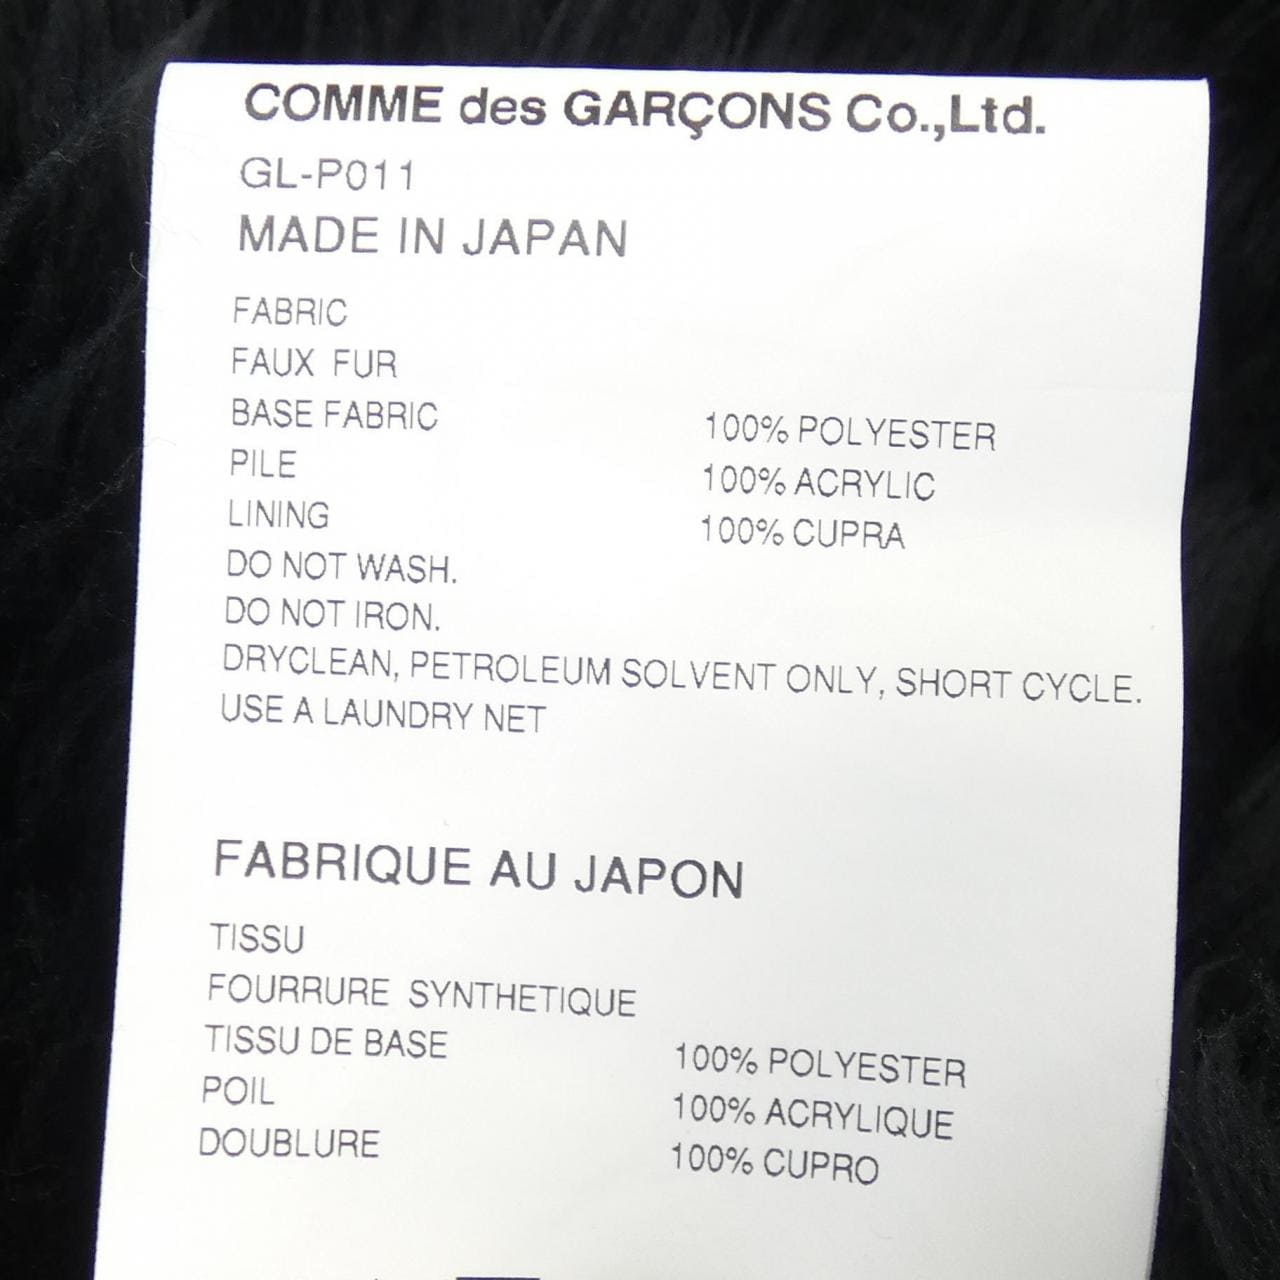 COMME des GARÇONS Co.,Ltd.
GL-P011
MADE IN JAPAN
FABRIC
FAUX FUR
BASE FABRIC 100% POLYESTER
PILE 100% ACRYLIC
LINING 100% CUPRA
DO NOT WASH.
DO NOT IRON.
DRYCLEAN, PETROLEUM SOLVENT ONLY, SHORT CYCLE.
USE A LAUNDRY NET
FABRIQUE AU JAPON
TISSU
FOURRURE SYNTHETIQUE
TISSU DE BASE 100% POLYESTER
POIL 100% ACRYLIQUE
DOUBLURE 100% CUPRO